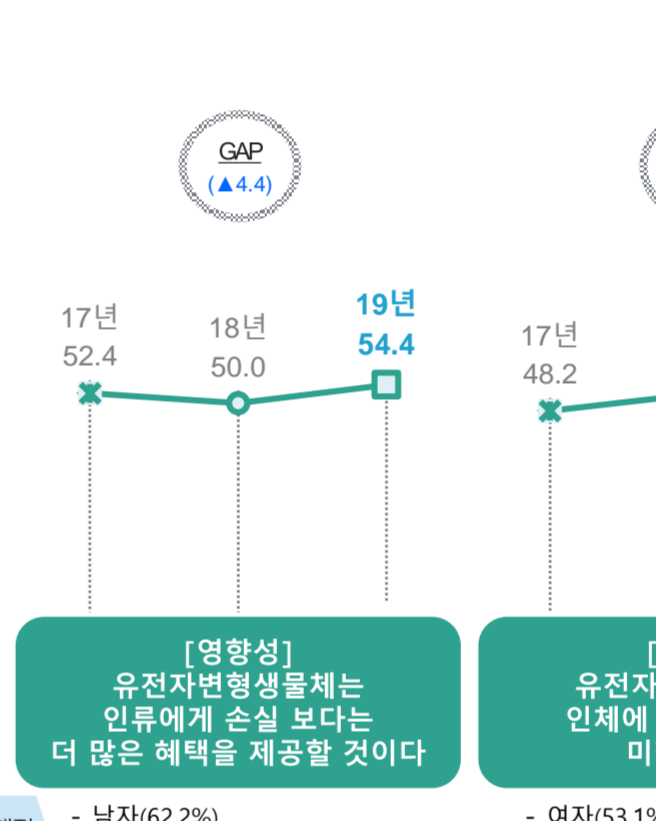 GAP
(▲4.4)
17년
52.4
18년
50.0
19년
54.4
17년
48.2
[영향성]
유전자변형생물체는
인류에게 손실 보다는
더 많은 혜택을 제공할 것이다
[
유전자
인체에
미
- 남자(62.2%)
- 여자(53.1%